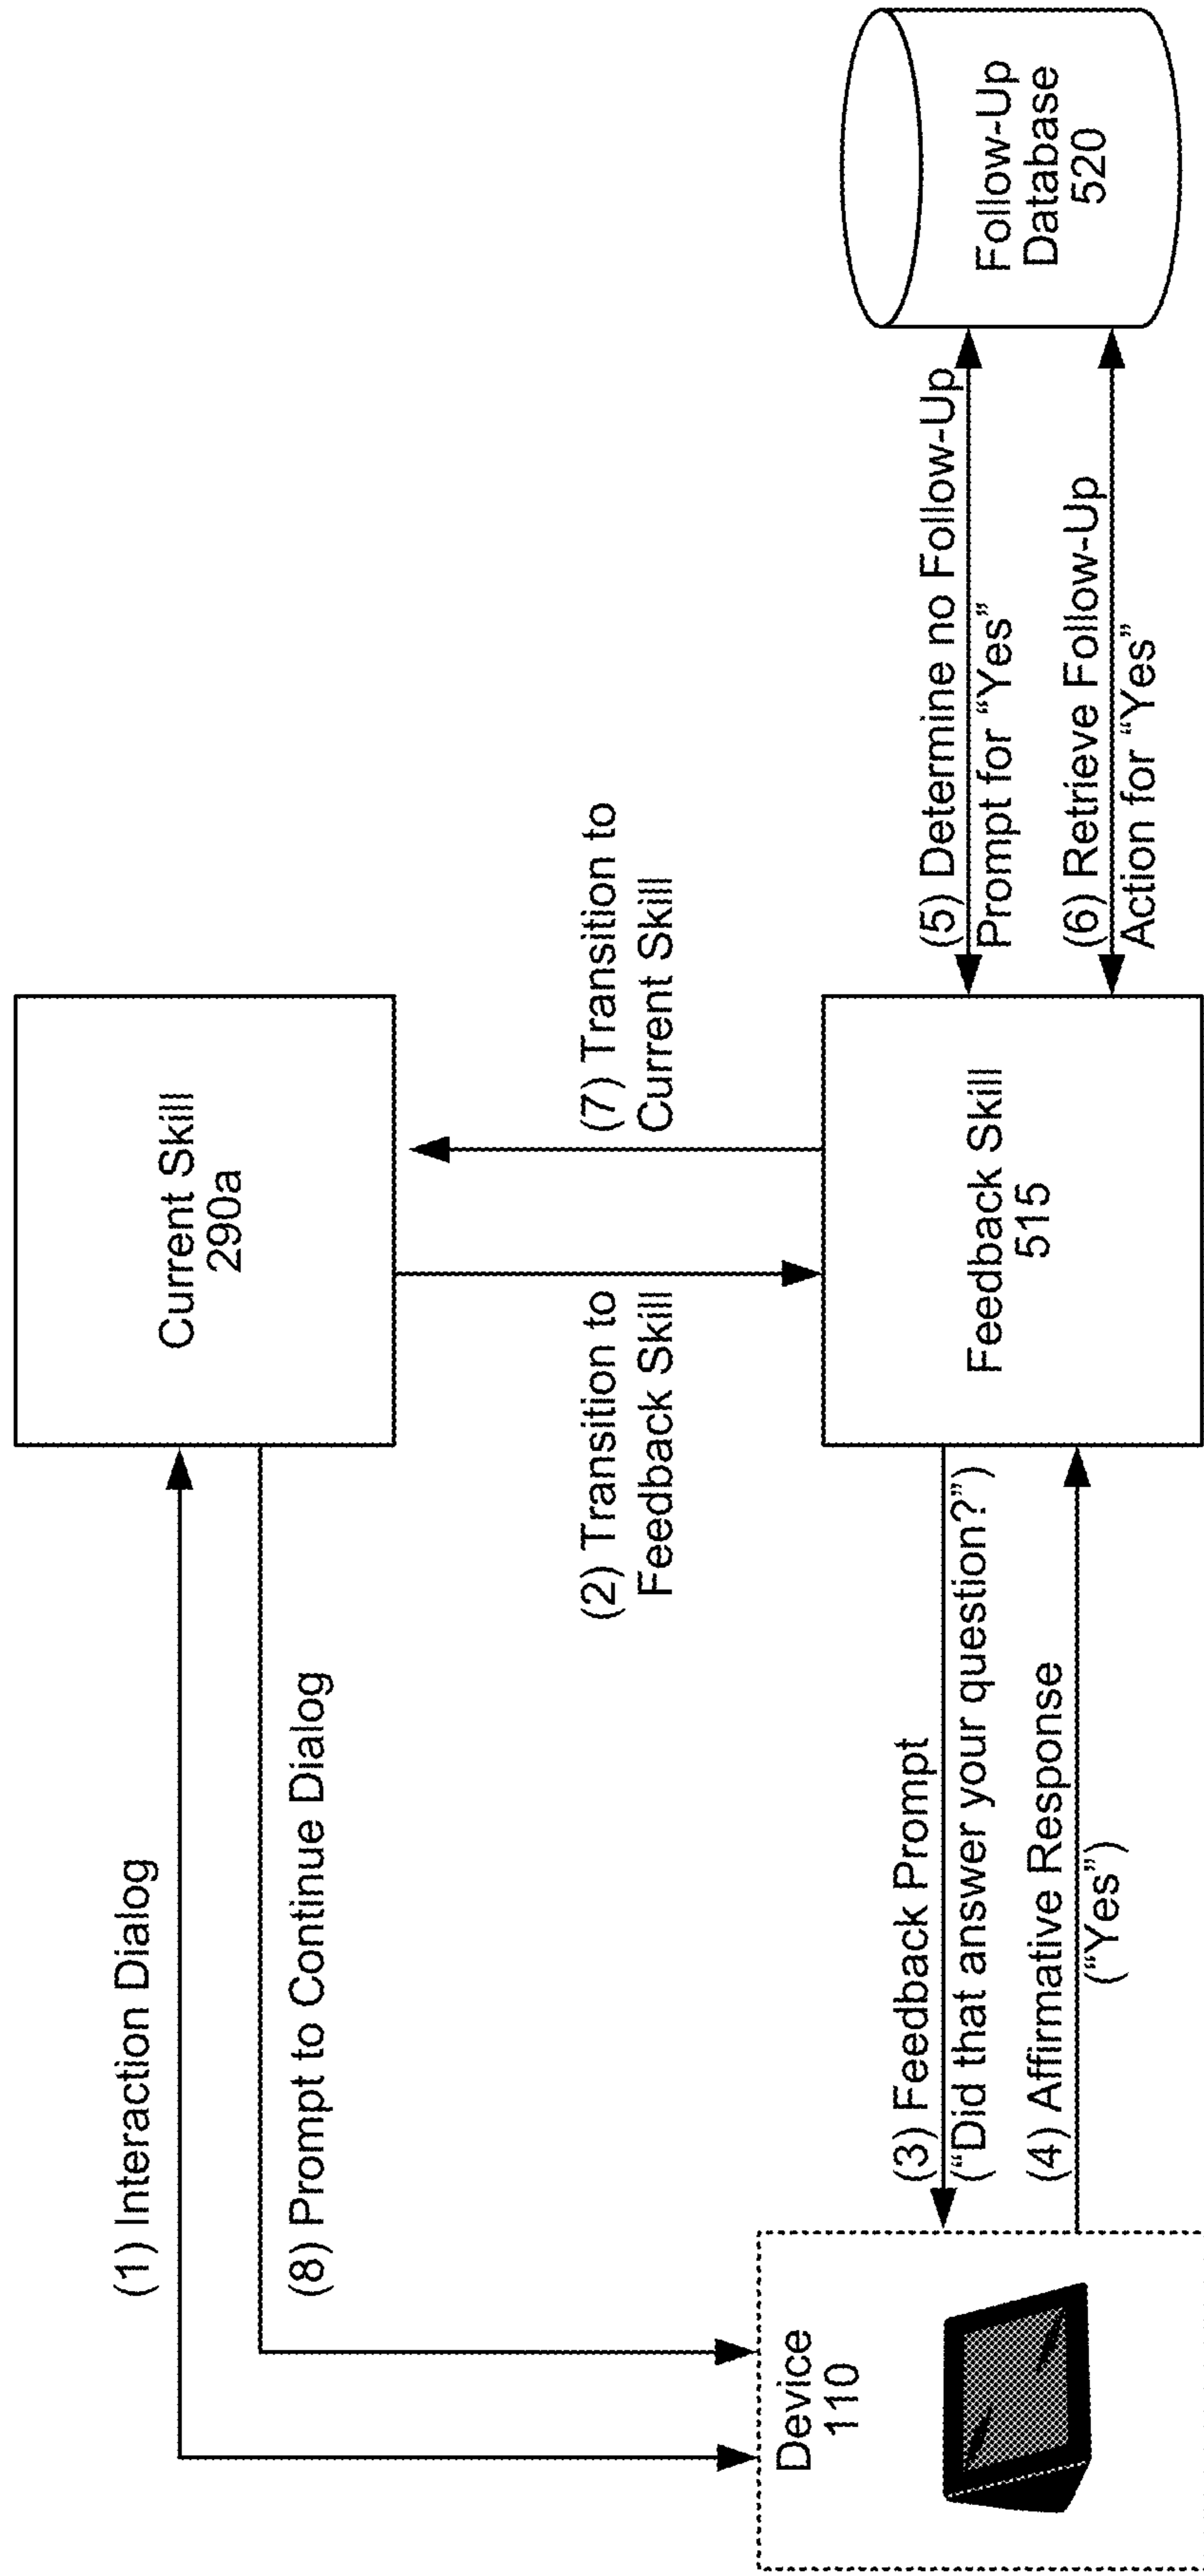 (1) Interaction Dialog
Current Skill
290a
(8) Prompt to Continue Dialog
(2) Transition to
Feedback Skill
(7) Transition to
Current Skill
Device
110
(3) Feedback Prompt
(“Did that answer your question?”)
(4) Affirmative Response
(“Yes”)
Feedback Skill
515
(5) Determine no Follow-Up
Prompt for “Yes”
(6) Retrieve Follow-Up
Action for “Yes”
Follow-Up
Database
520